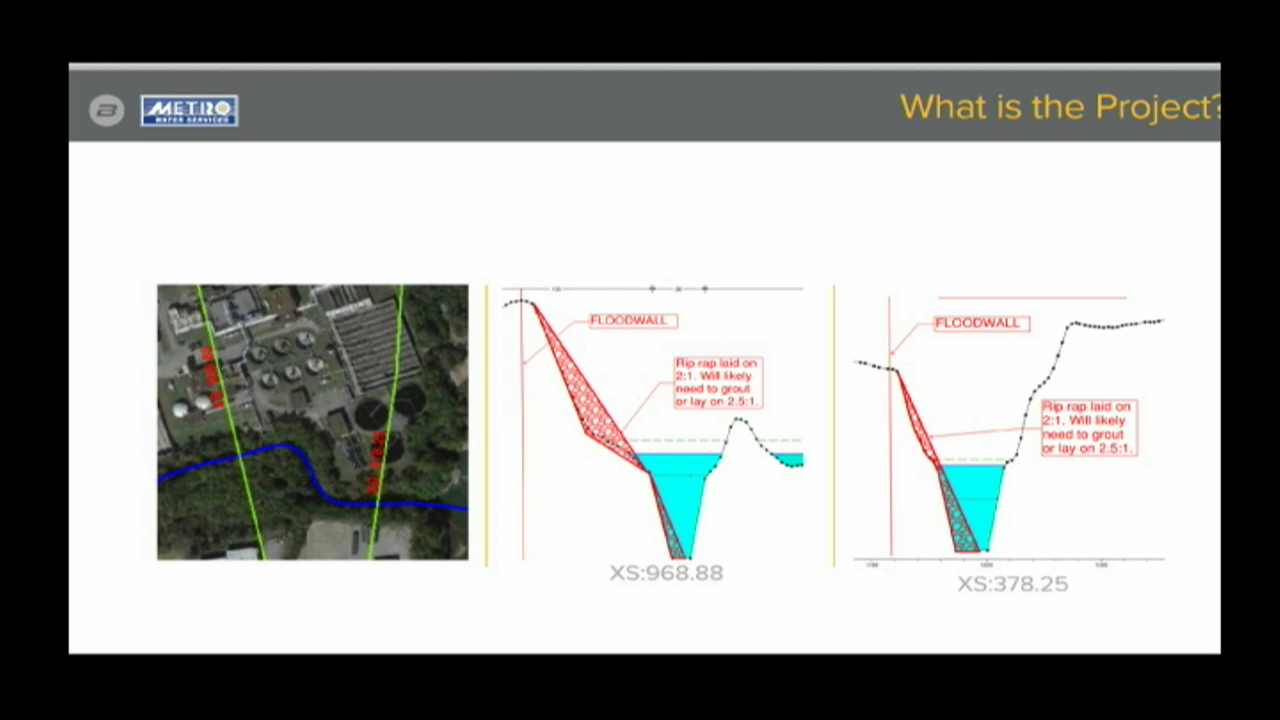 METRO
WATER SERVICES
What is the Project?
FLOODWALL
Rip rap laid on
2:1. Will likely
need to grout
or lay on 2.5:1.
XS:968.88
FLOODWALL
Rip rap laid on
2:1. Will likely
need to grout
or lay on 2.5:1.
XS:378.25